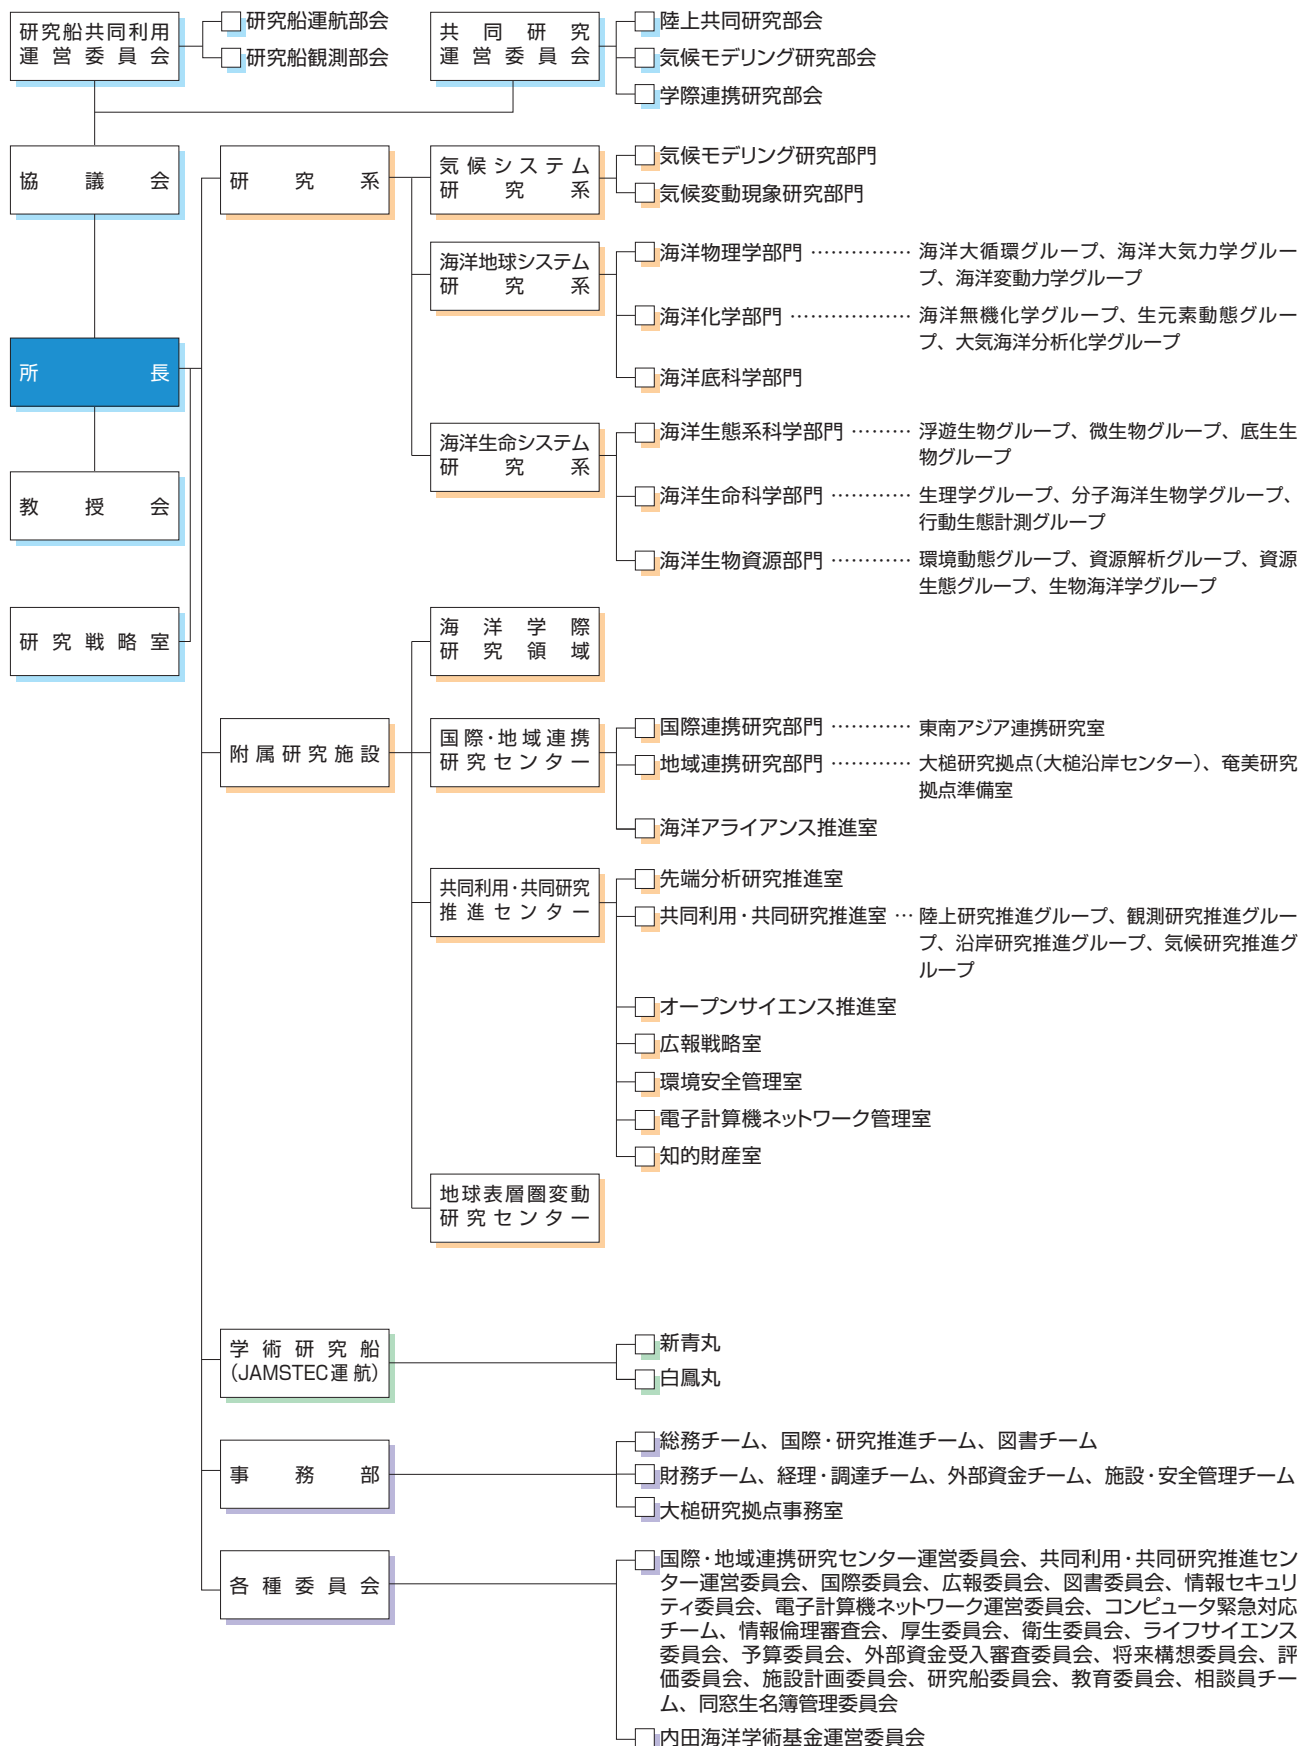 研究船共同利用
運営委員会
研究船運航部会
研究船観測部会
共同研究
運営委員会
陸上共同研究部会
気候モデリング研究部会
学際連携研究部会
協議会
研究系
気候システム
研究系
気候モデリング研究部門
気候変動現象研究部門
海洋地球システム
研究系
海洋物理学部門 …………… 海洋大循環グループ、海洋大気力学グルー
プ、海洋変動力学グループ
海洋化学部門 ……………… 海洋無機化学グループ、生元素動態グルー
プ、大気海洋分析化学グループ
海洋底科学部門
所長
海洋生命システム
研究系
海洋生態系科学部門 ……… 浮遊生物グループ、微生物グループ、底生生
物グループ
海洋生命科学部門 ………… 生理学グループ、分子海洋生物学グループ、
行動生態計測グループ
海洋生物資源部門 ………… 環境動態グループ、資源解析グループ、資源
生態グループ、生物海洋学グループ
教授会
研究戦略室
海洋学際
研究領域
附属研究施設
国際・地域連携
研究センター
国際連携研究部門 ………… 東南アジア連携研究室
地域連携研究部門 ………… 大槌研究拠点(大槌沿岸センター)、奄美研究
拠点準備室
海洋アライアンス推進室
共同利用・共同研究
推進センター
先端分析研究推進室
共同利用・共同研究推進室 … 陸上研究推進グループ、観測研究推進グルー
プ、沿岸研究推進グループ、気候研究推進グ
ループ
オープンサイエンス推進室
広報戦略室
環境安全管理室
電子計算機ネットワーク管理室
知的財産室
地球表層圏変動
研究センター
学術研究船
(JAMSTEC運航)
新青丸
白鳳丸
事務部
総務チーム、国際・研究推進チーム、図書チーム
財務チーム、経理・調達チーム、外部資金チーム、施設・安全管理チーム
大槌研究拠点事務室
各種委員会
国際・地域連携研究センター運営委員会、共同利用・共同研究推進セン
ター運営委員会、国際委員会、広報委員会、図書委員会、情報セキュリ
ティ委員会、電子計算機ネットワーク運営委員会、コンピュータ緊急対応
チーム、情報倫理審査会、厚生委員会、衛生委員会、ライフサイエンス
委員会、予算委員会、外部資金受入審査委員会、将来構想委員会、評
価委員会、施設計画委員会、研究船委員会、教育委員会、相談員チー
ム、同窓生名簿管理委員会
内田海洋学術基金運営委員会